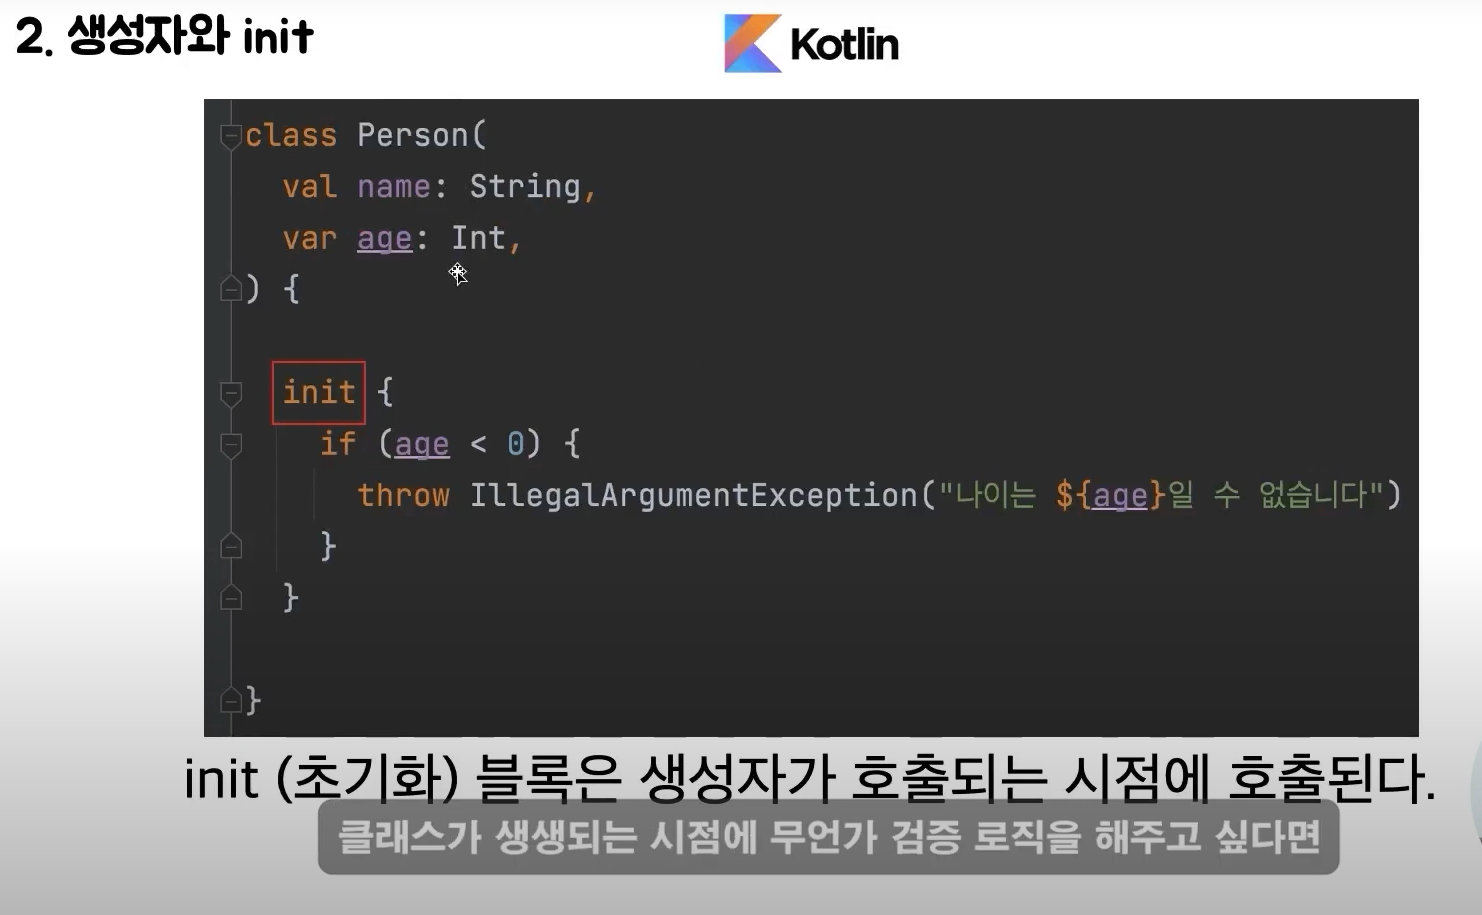 2. 생성자와 init
Kotlin
class Person(
val name: String,
var age: Int,
) {
init {
if (age < 0) {
throw IllegalArgumentException("나이는 ${age}일 수 없습니다")
}
}
}
init (초기화) 블록은 생성자가 호출되는 시점에 호출된다.
클래스가 생생되는 시점에 무언가 검증 로직을 해주고 싶다면